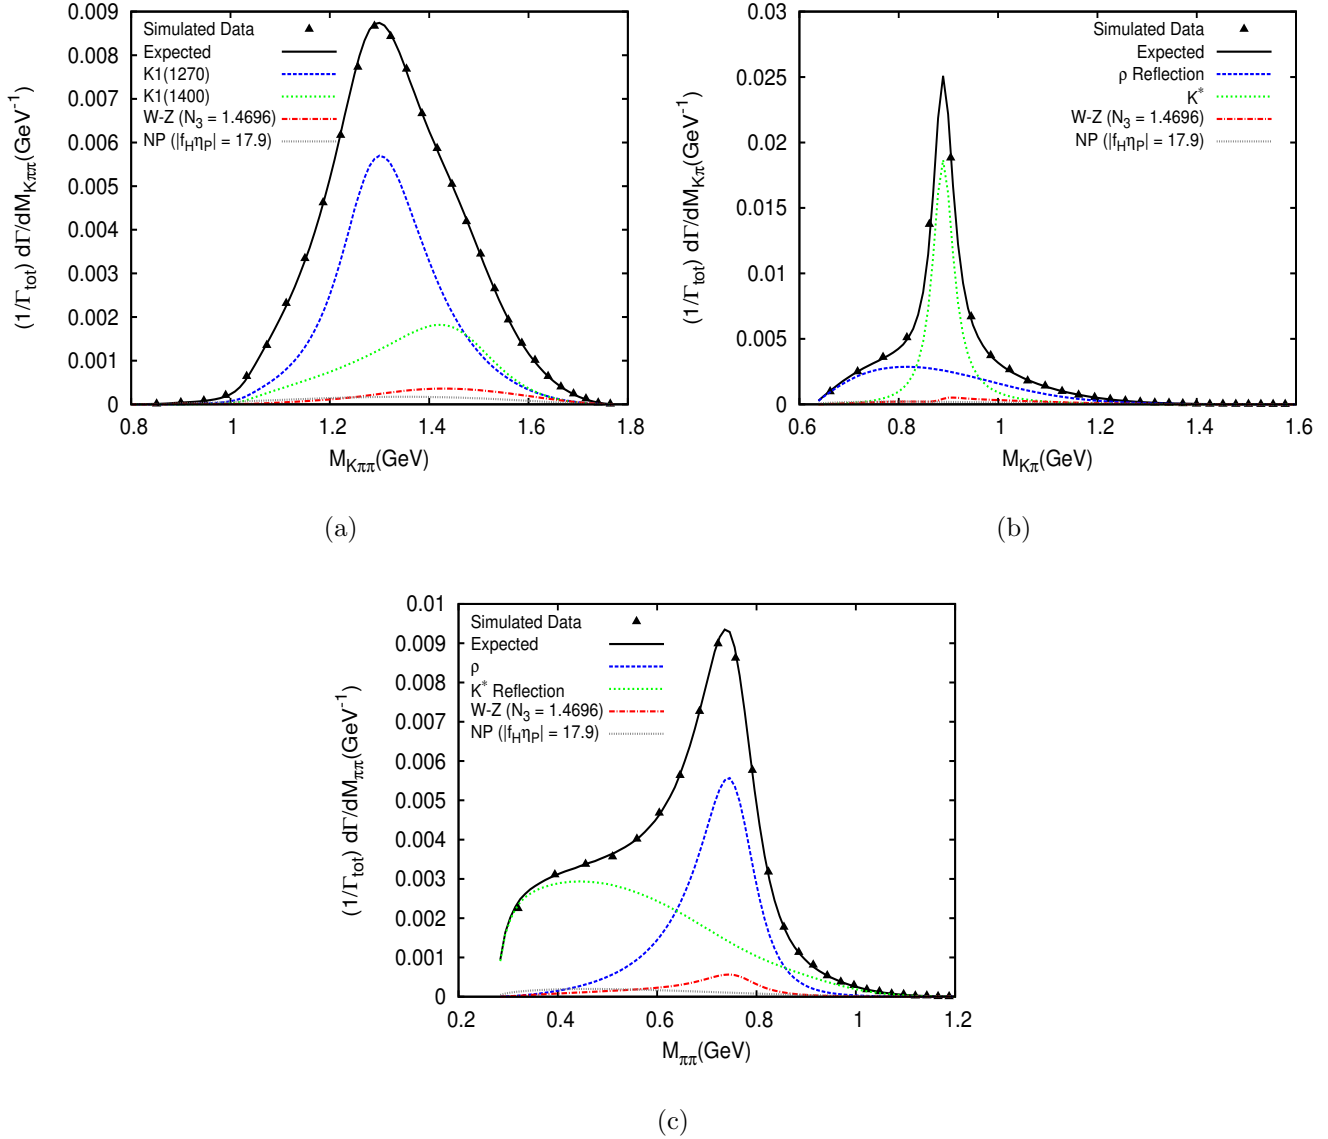 Simulated Data
Expected
K1(1270)
K1(1400)
W-Z (N3 = 1.4696)
NP (|fHηP| = 17.9)
0.009
0.008
0.007
0.006
0.005
0.004
0.003
0.002
0.001
0
(1/Γtot) dΓ/dMKππ(GeV-1)
0.8 1 1.2 1.4 1.6 1.8
MKππ(GeV)
(a)
Simulated Data
Expected
ρ Reflection
K*
W-Z (N3 = 1.4696)
NP (|fHηP| = 17.9)
0.03
0.025
0.02
0.015
0.01
0.005
0
(1/Γtot) dΓ/dMKπ(GeV-1)
0.6 0.8 1 1.2 1.4 1.6
MKπ(GeV)
(b)
Simulated Data
Expected
ρ
K* Reflection
W-Z (N3 = 1.4696)
NP (|fHηP| = 17.9)
0.01
0.009
0.008
0.007
0.006
0.005
0.004
0.003
0.002
0.001
0
(1/Γtot) dΓ/dMππ(GeV-1)
0.2 0.4 0.6 0.8 1 1.2
Mππ(GeV)
(c)